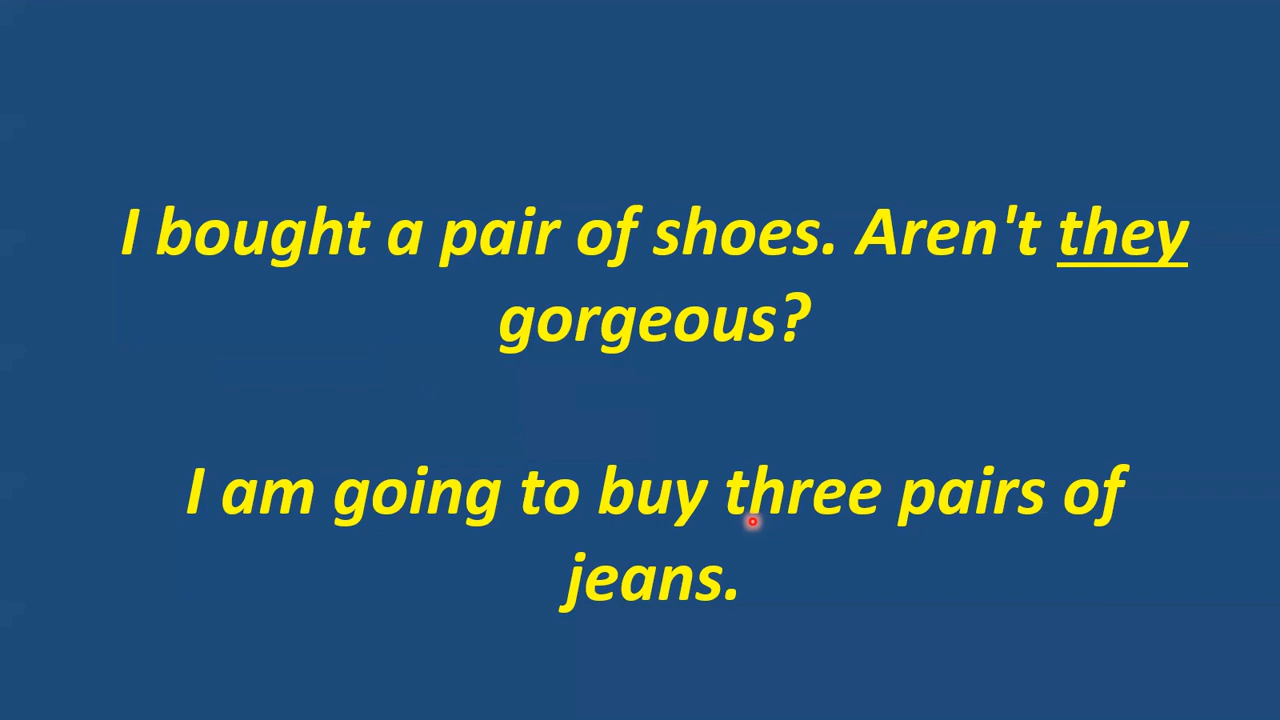 I bought a pair of shoes. Aren't they
gorgeous?
I am going to buy three pairs of
jeans.